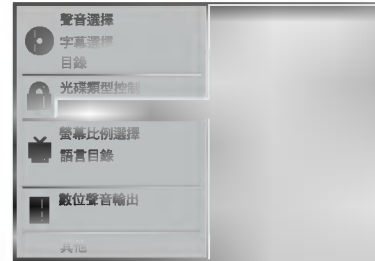 聲音選擇
字幕選擇
目錄
光碟類型控制
螢幕比例選擇
語言目錄
數位聲音輸出
其他